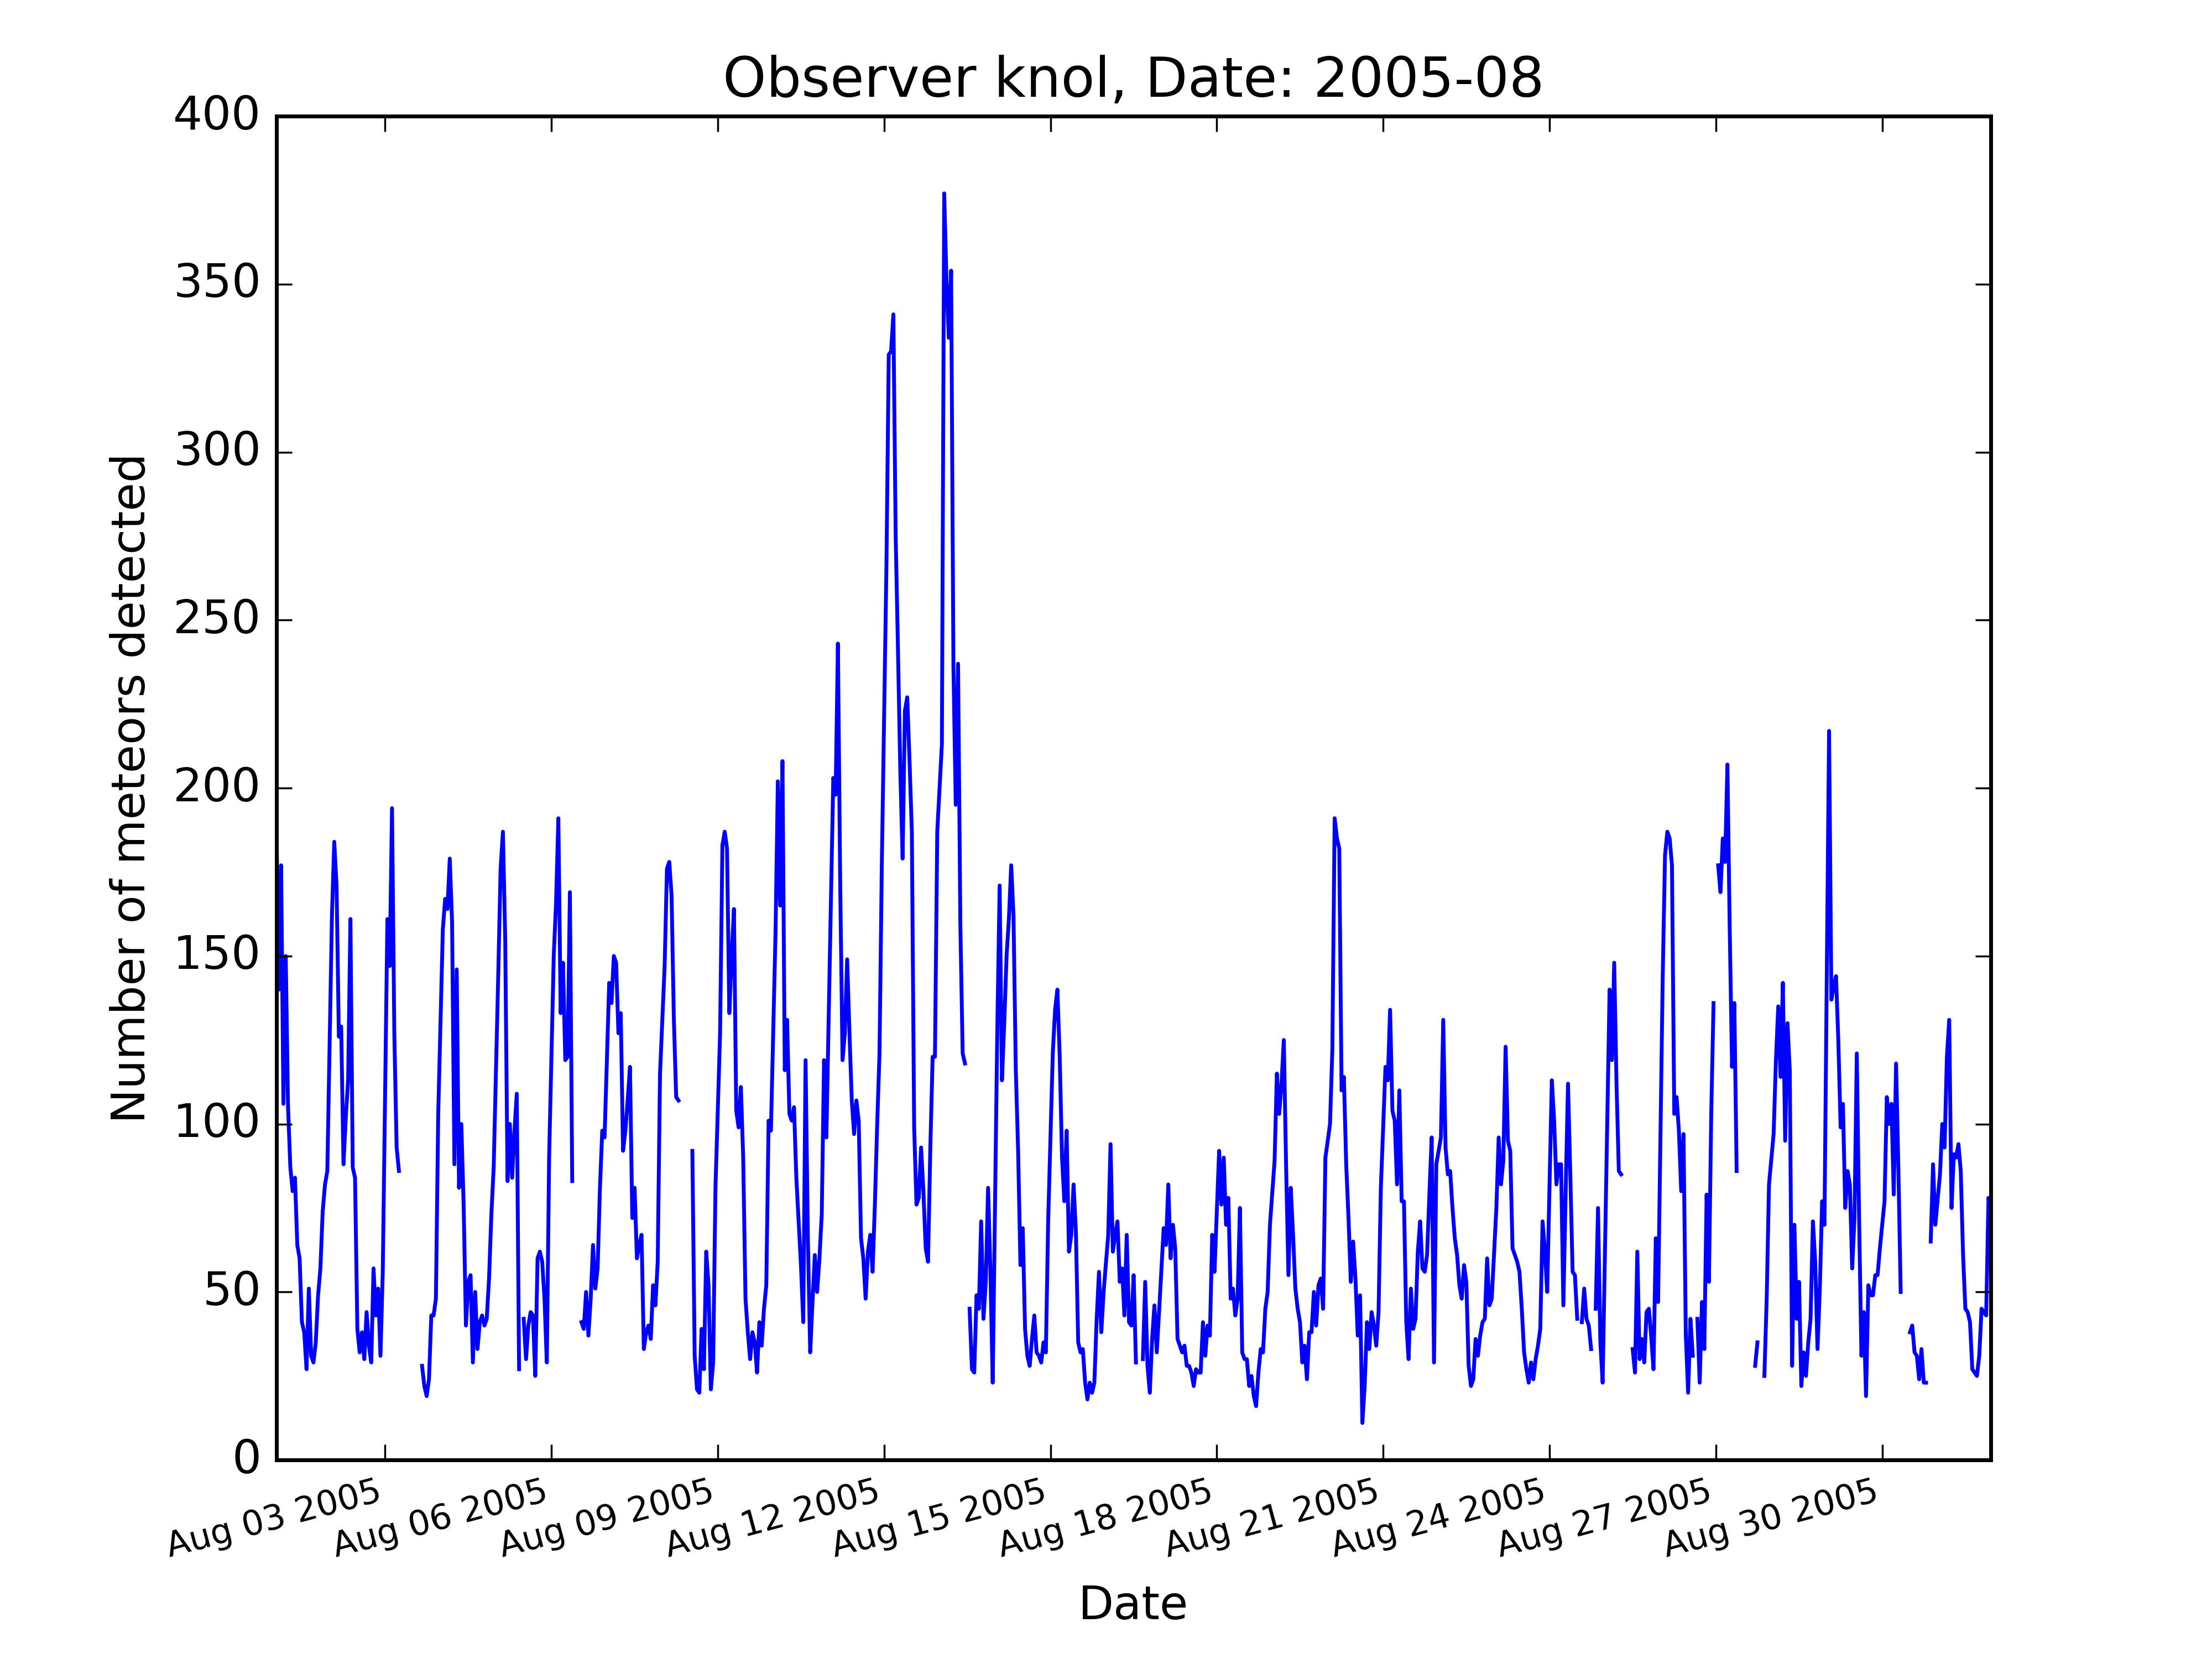 Observer knol, Date: 2005-08
Number of meteors detected
400
350
300
250
200
150
100
50
0
Aug 03 2005
Aug 06 2005
Aug 09 2005
Aug 12 2005
Aug 15 2005
Aug 18 2005
Aug 21 2005
Aug 24 2005
Aug 27 2005
Aug 30 2005
Date